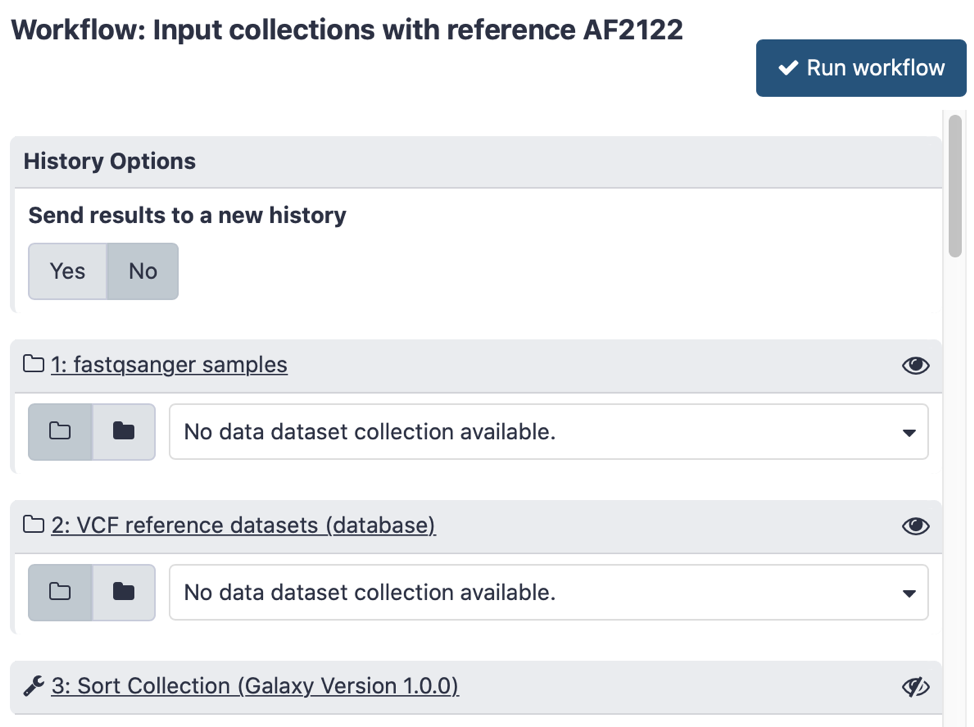 Workflow: Input collections with reference AF2122
Run workflow
History Options
Send results to a new history
Yes No
1: fastqsanger samples
No data dataset collection available.
2: VCF reference datasets (database)
No data dataset collection available.
3: Sort Collection (Galaxy Version 1.0.0)